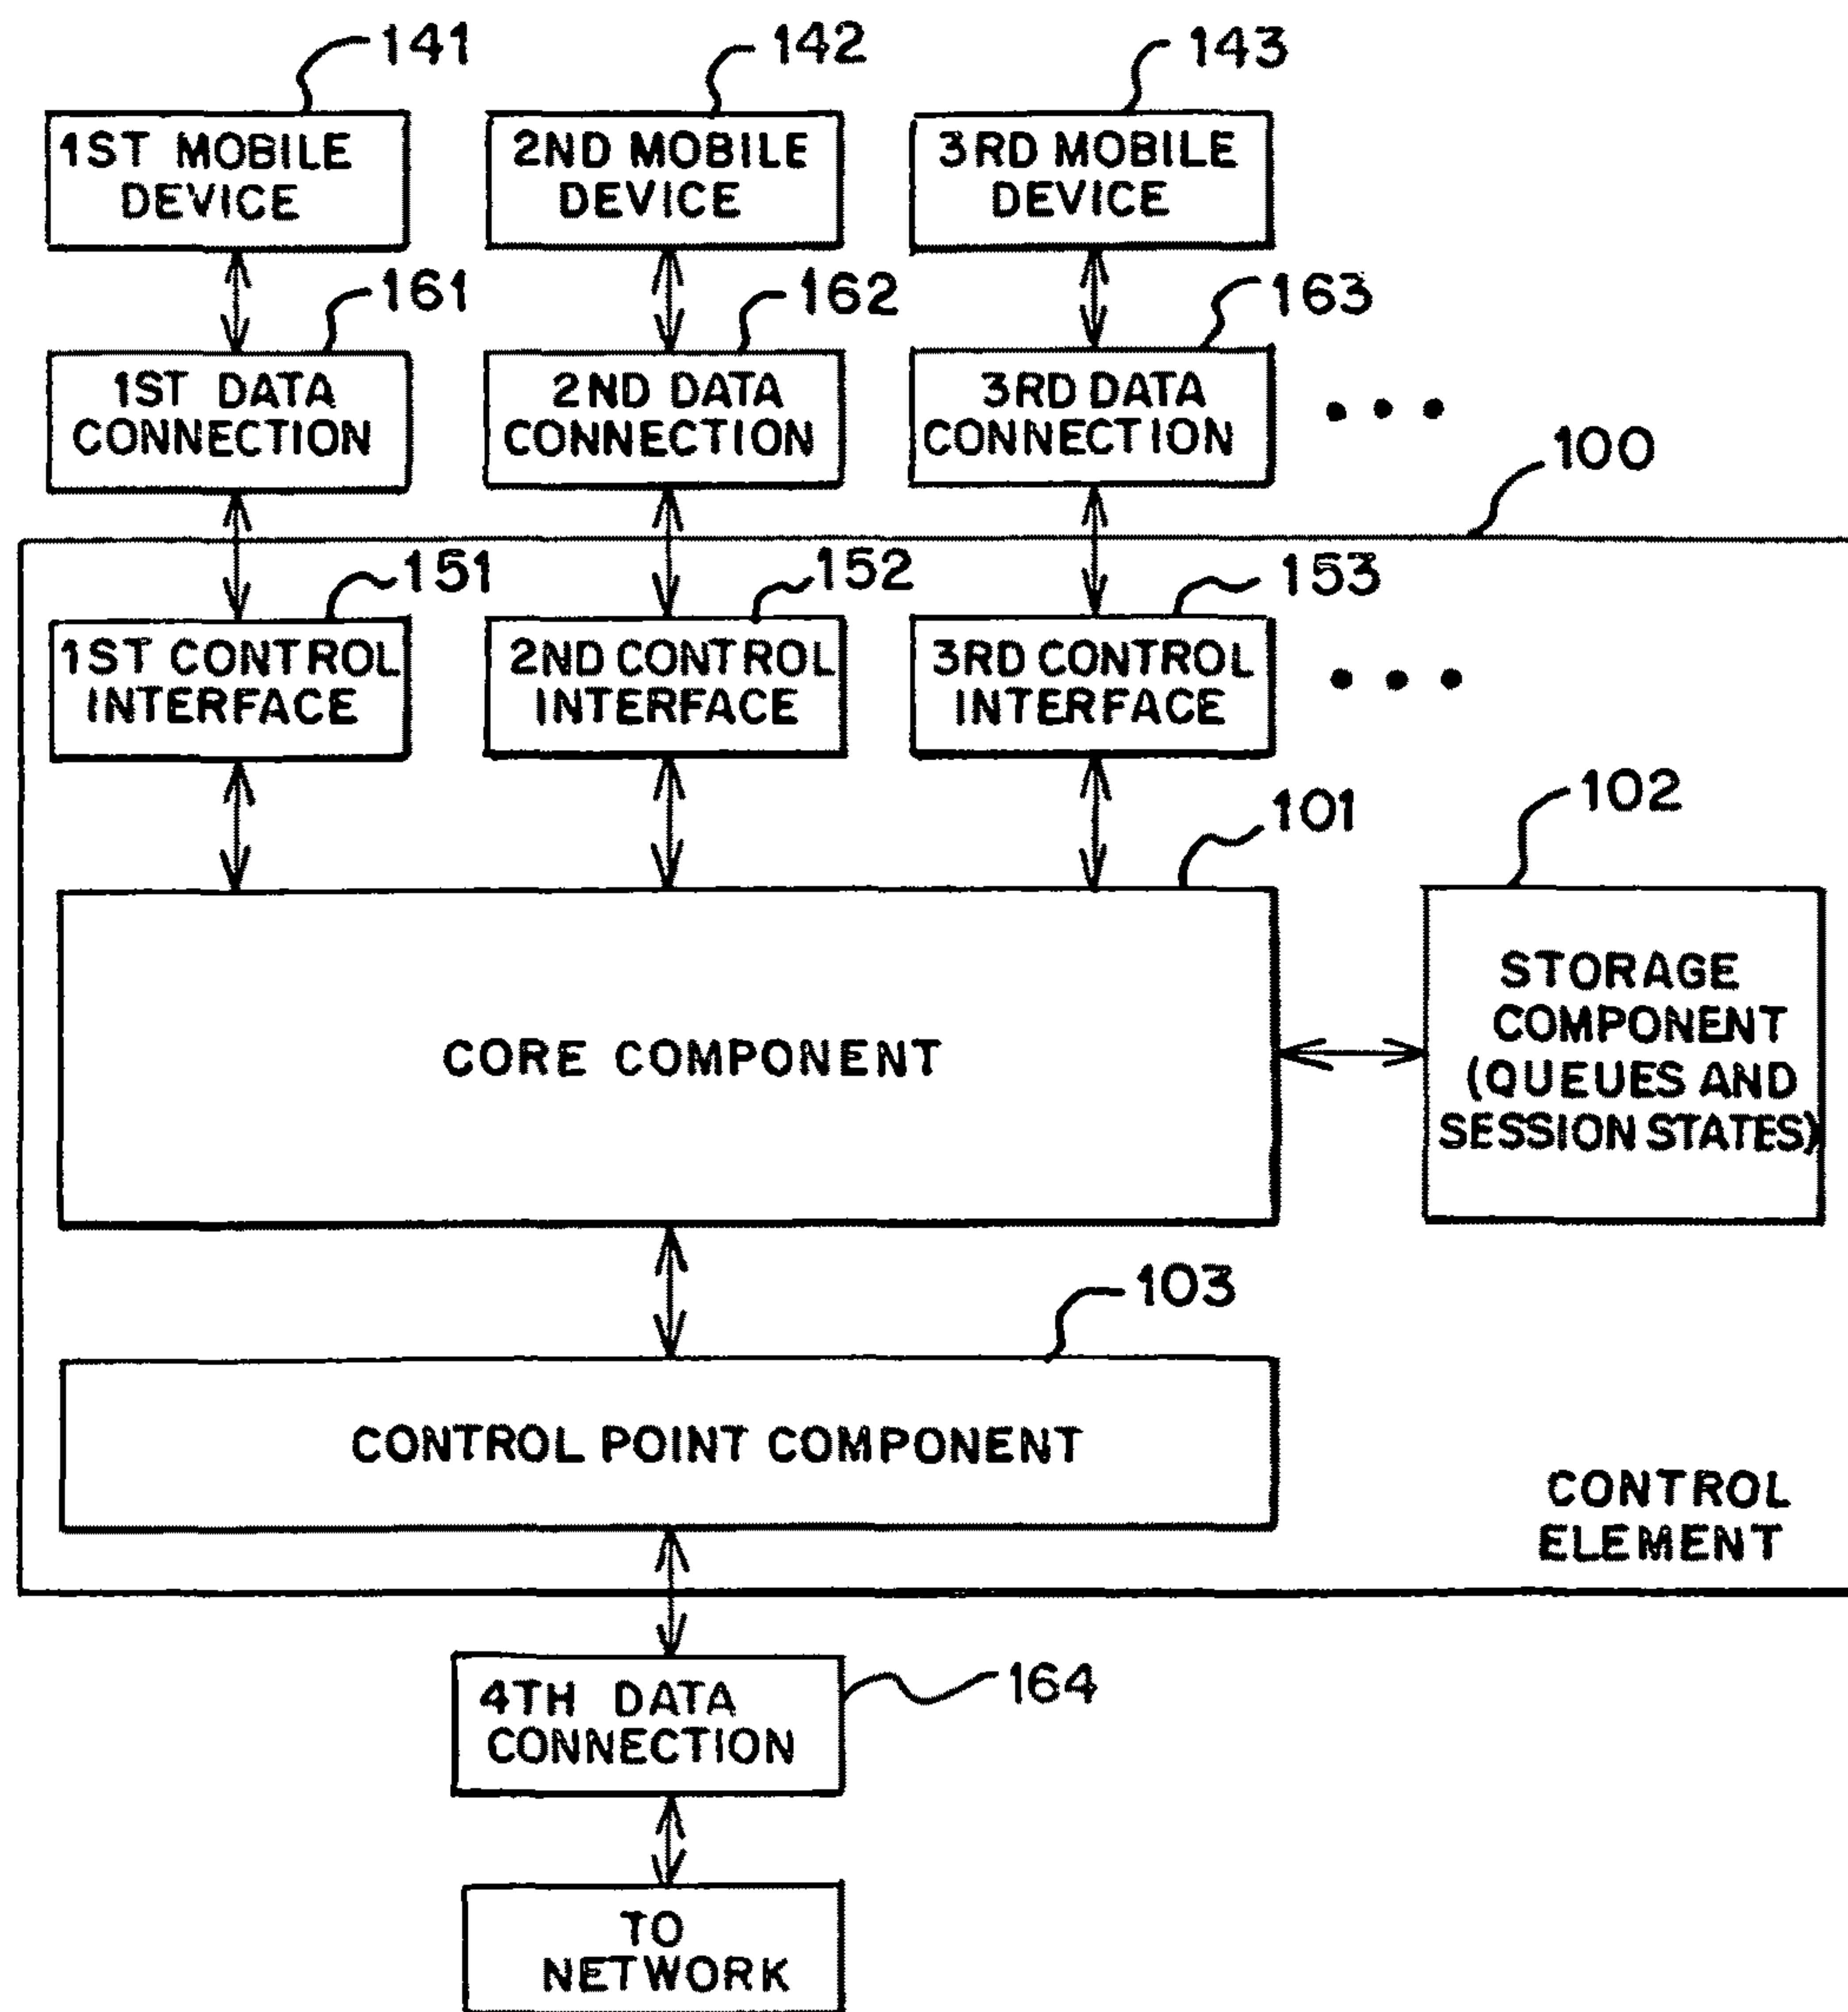 141
142
143
1ST MOBILE
DEVICE
2ND MOBILE
DEVICE
3RD MOBILE
DEVICE
161
162
163
1ST DATA
CONNECTION
2ND DATA
CONNECTION
3RD DATA
CONNECTION
100
151
152
153
1ST CONTROL
INTERFACE
2ND CONTROL
INTERFACE
3RD CONTROL
INTERFACE
101
102
CORE COMPONENT
STORAGE
COMPONENT
(QUEUES AND
SESSION STATES)
103
CONTROL POINT COMPONENT
CONTROL
ELEMENT
4TH DATA
CONNECTION
164
TO
NETWORK